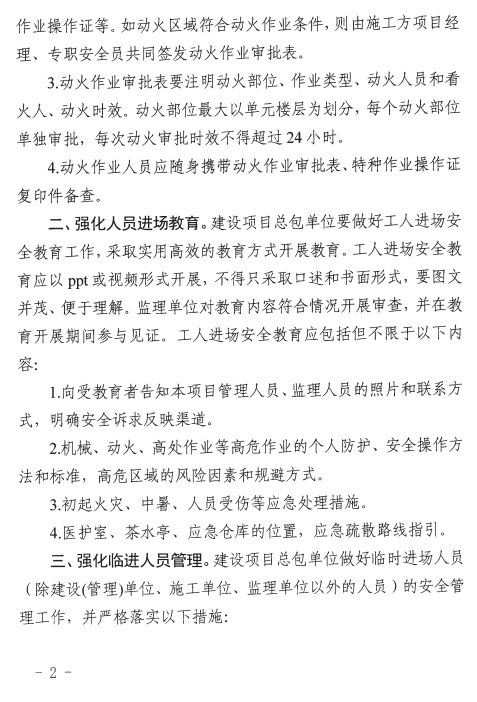 作业操作证等。如动火区域符合动火作业条件，则由施工方项目经
理、专职安全员共同签发动火作业审批表。
3.动火作业审批表要注明动火部位、作业类型、动火人员和看
火人、动火时效。动火部位最大以单元楼层为划分，每个动火部位
单独审批，每次动火审批时效不得超过 24 小时。
4.动火作业人员应随身携带动火作业审批表、特种作业操作证
复印件备查。
二、强化人员进场教育。建设项目总包单位要做好工人进场安
全教育工作，采取实用高效的教育方式开展教育。工人进场安全教
育应以 ppt 或视频形式开展，不得只采取口述和书面形式，要图文
并茂、便于理解。监理单位对教育内容符合情况开展审查，并在教
育开展期间参与见证。工人进场安全教育应包括但不限于以下内
容：
1.向受教育者告知本项目管理人员、监理人员的照片和联系方
式，明确安全诉求反映渠道。
2.机械、动火、高处作业等高危作业的个人防护、安全操作方
法和标准，高危区域的风险因素和规避方式。
3.初起火灾、中暑、人员受伤等应急处理措施。
4.医护室、茶水亭、应急仓库的位置，应急疏散路线指引。
三、强化临进人员管理。建设项目总包单位做好临时进场人员
（除建设(管理)单位、施工单位、监理单位以外的人员）的安全管
理工作，并严格落实以下措施：
- 2 -